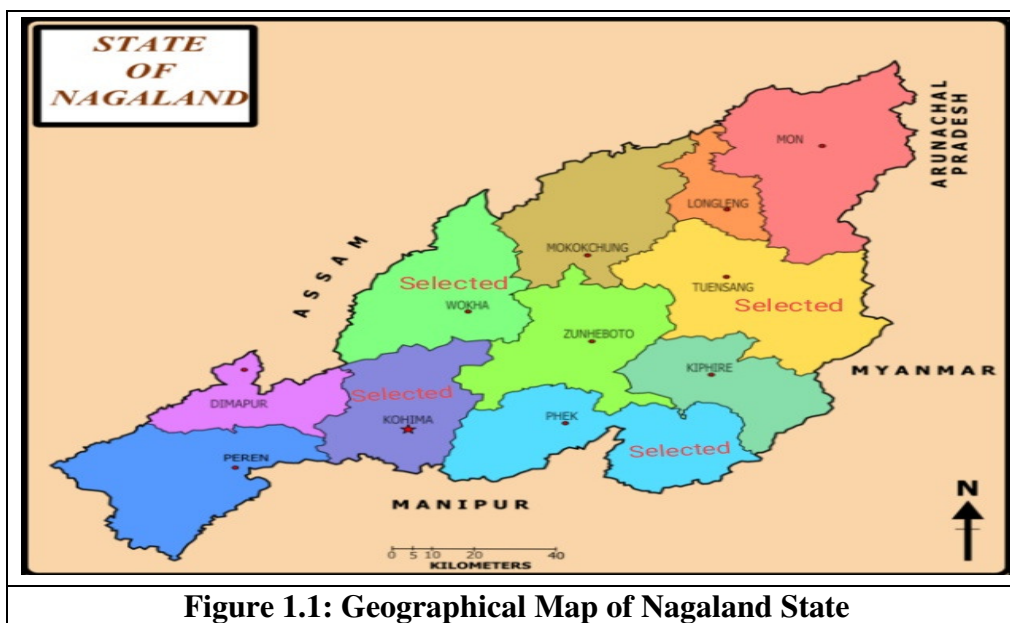 STATE
OF
NAGALAND
ARUNACHAL
PRADESH
MON
LONGLENG
MOKOKCHUNG
ASSAM
Selected
WOKHA
TUENSANG
Selected
ZUNHEBOTO
KIPHIRE
MYANMAR
DIMAPUR
Selected
KOHIMA
PHEK
PEREN
Selected
MANIPUR
N
0 5 10 20 40
KILOMETERS
Figure 1.1: Geographical Map of Nagaland State